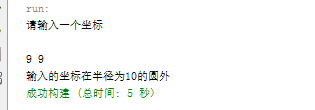 run:
请输入一个坐标
9 9
输入的坐标在半径为10的圆外
成功构建 (总时间: 5 秒)